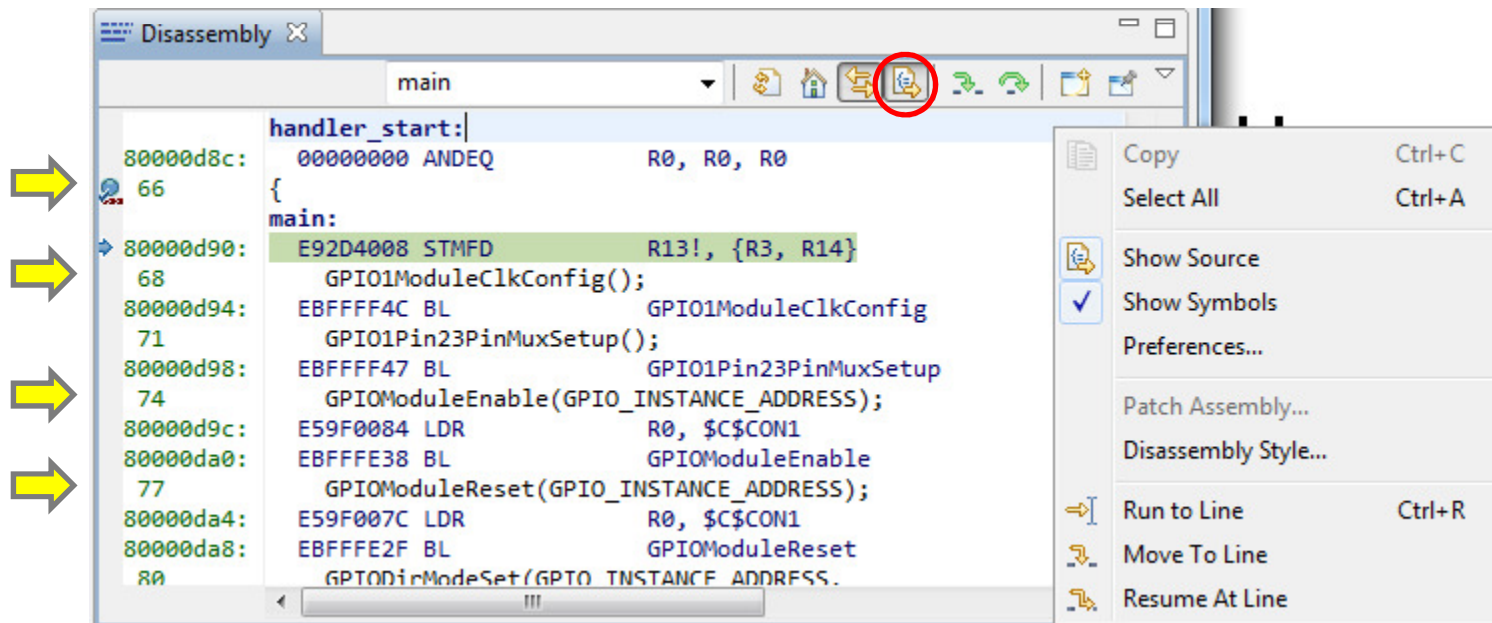 Disassembly
main
handler_start:
80000d8c: 00000000 ANDEQ R0, R0, R0
66 {
main:
80000d90: E92D4008 STMFD R13!, {R3, R14}
68 GPIO1ModuleClkConfig();
80000d94: EBFFFF4C BL GPIO1ModuleClkConfig
71 GPIO1Pin23PinMuxSetup();
80000d98: EBFFFF47 BL GPIO1Pin23PinMuxSetup
74 GPIOModuleEnable(GPIO_INSTANCE_ADDRESS);
80000d9c: E59F0084 LDR R0, $C$CON1
80000da0: EBFFFE38 BL GPIOModuleEnable
77 GPIOModuleReset(GPIO_INSTANCE_ADDRESS);
80000da4: E59F007C LDR R0, $C$CON1
80000da8: EBFFFE2F BL GPIOModuleReset
80 GPIODirModeSet(GPIO_INSTANCE_ADDRESS,
Copy Ctrl+C
Select All Ctrl+A
Show Source
Show Symbols
Preferences...
Patch Assembly...
Disassembly Style...
Run to Line Ctrl+R
Move To Line
Resume At Line